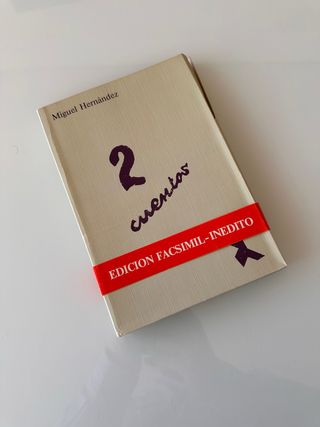 Miguel Hernández
2
cuentos
EDICION FACSIMIL-INEDITO